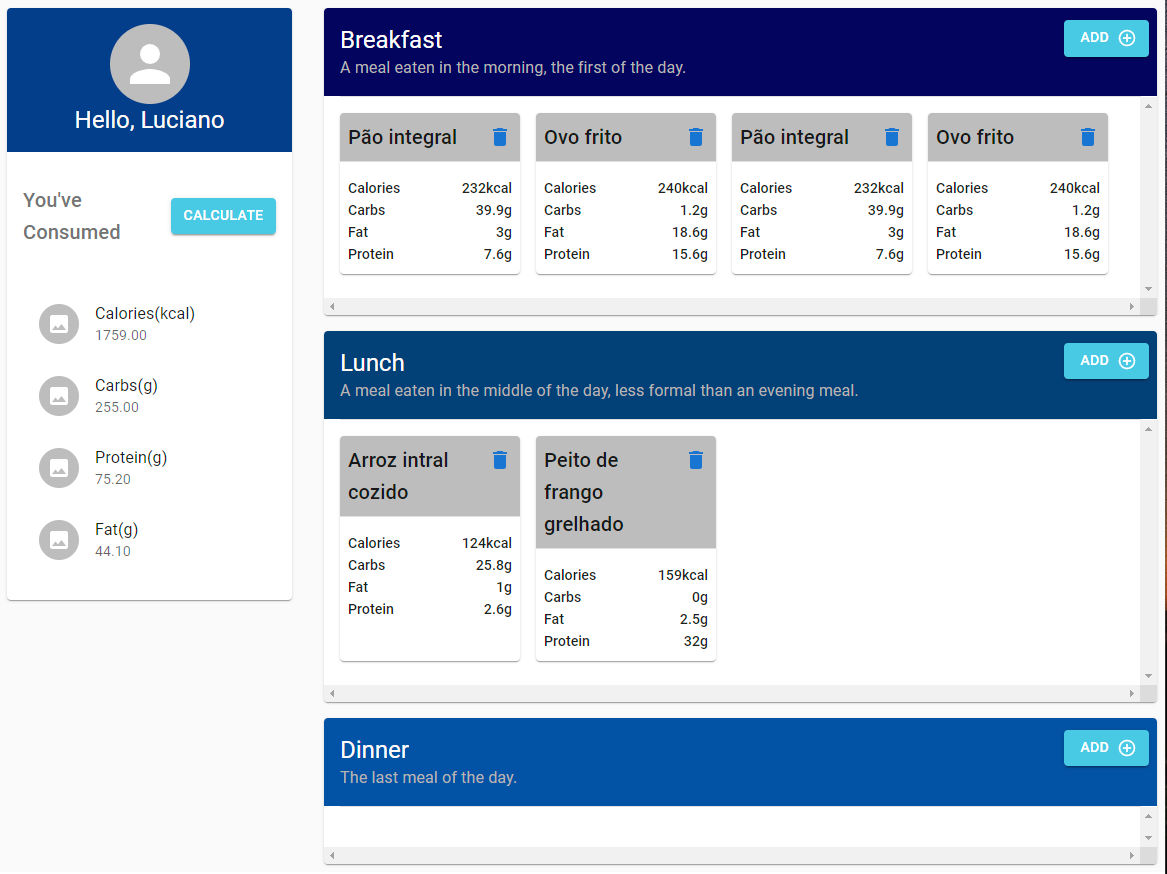 Hello, Luciano
You've
Consumed
CALCULATE
Calories(kcal)
1759.00
Carbs(g)
255.00
Protein(g)
75.20
Fat(g)
44.10
Breakfast
A meal eaten in the morning, the first of the day.
ADD
Pão integral
Calories 232kcal
Carbs 39.9g
Fat 3g
Protein 7.6g
Ovo frito
Calories 240kcal
Carbs 1.2g
Fat 18.6g
Protein 15.6g
Pão integral
Calories 232kcal
Carbs 39.9g
Fat 3g
Protein 7.6g
Ovo frito
Calories 240kcal
Carbs 1.2g
Fat 18.6g
Protein 15.6g
Lunch
A meal eaten in the middle of the day, less formal than an evening meal.
ADD
Arroz intral
cozido
Calories 124kcal
Carbs 25.8g
Fat 1g
Protein 2.6g
Peito de
frango
grelhado
Calories 159kcal
Carbs 0g
Fat 2.5g
Protein 32g
Dinner
The last meal of the day.
ADD